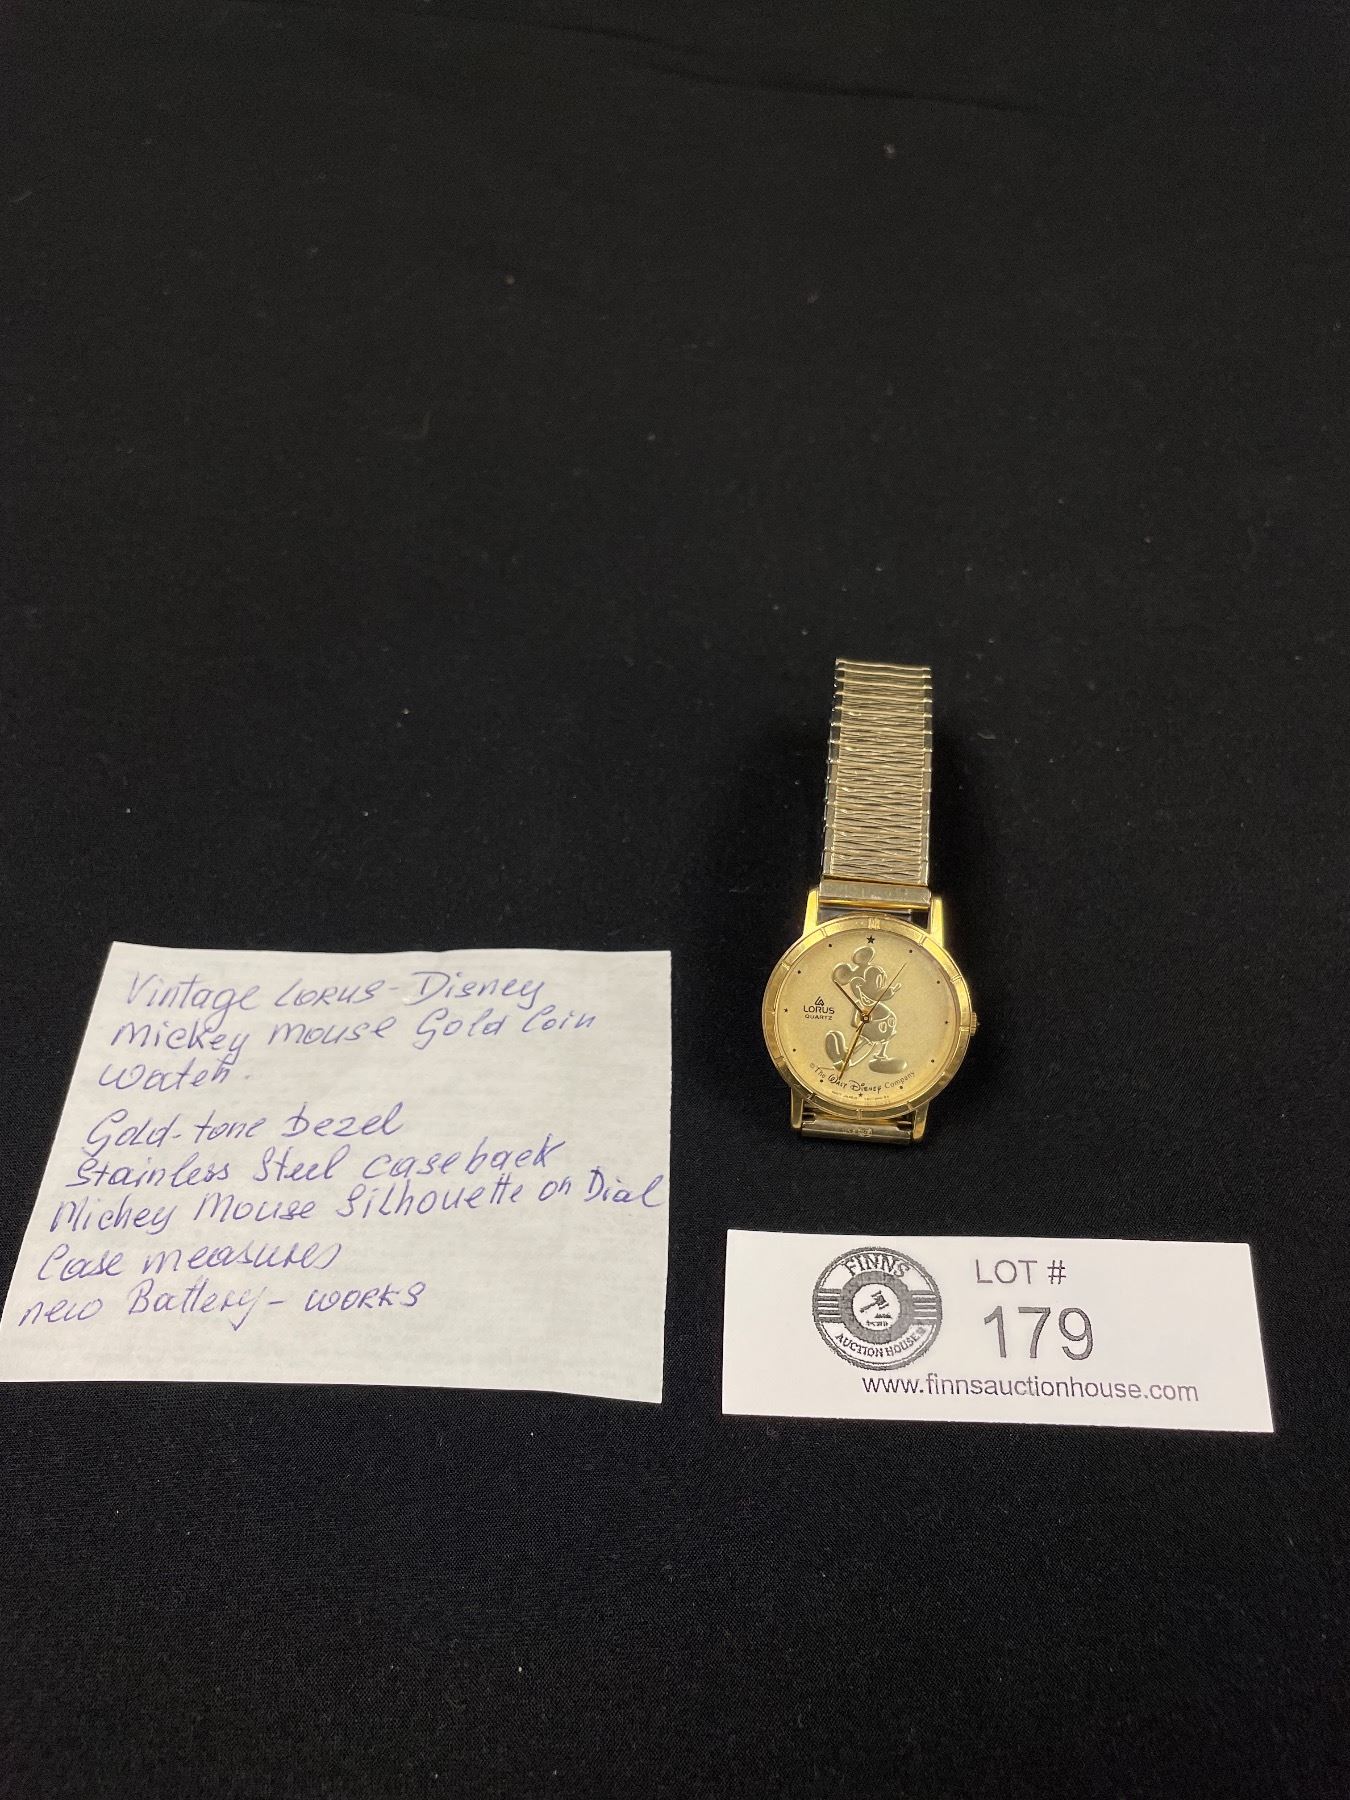 Vintage LORUS - Disney
Mickey Mouse Gold Coin
Watch.
Gold-tone Bezel
Stainless Steel caseback
Mickey Mouse Silhouette on Dial
Case measures
new Battery - WORKS
LORUS
QUARTZ
© The Walt Disney Company
FINNS
AUCTION HOUSE
LOT #
179
www.finnsauctionhouse.com